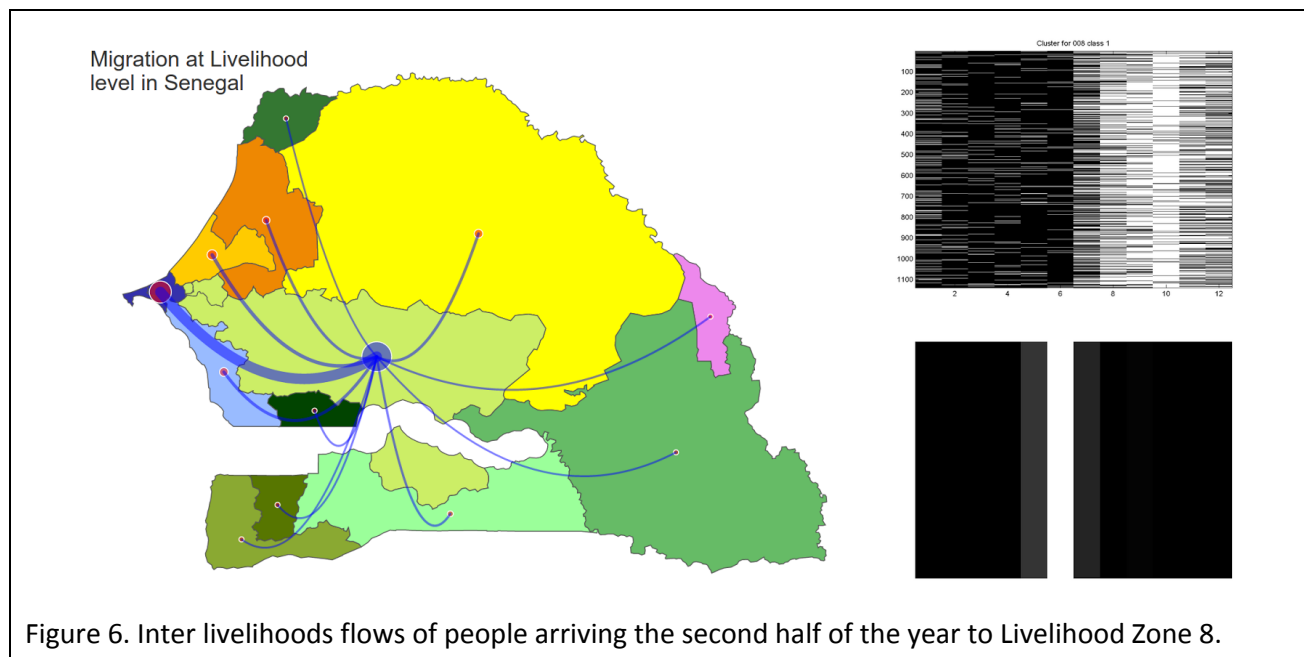 Migration at Livelihood
level in Senegal
Cluster for 008 class 1
100
200
300
400
500
600
700
800
900
1000
1100
2 4 6 8 10 12
Figure 6. Inter livelihoods flows of people arriving the second half of the year to Livelihood Zone 8.